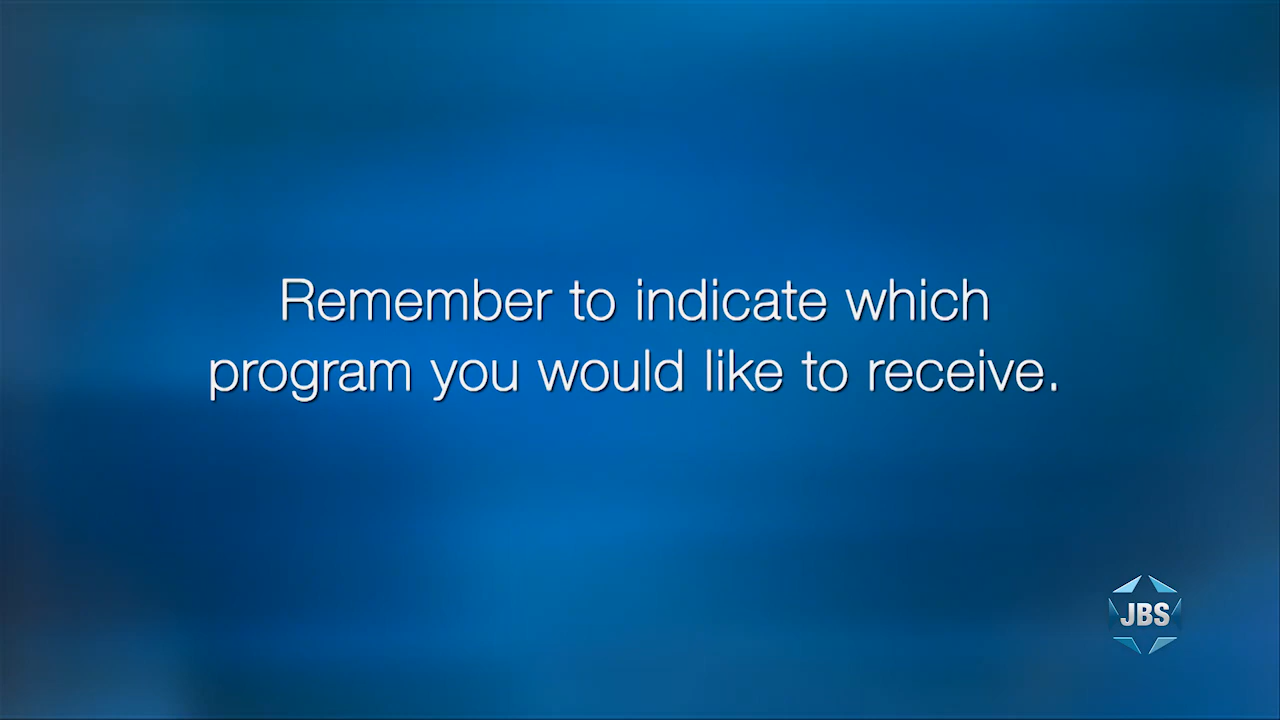 Remember to indicate which
program you would like to receive.
JBS